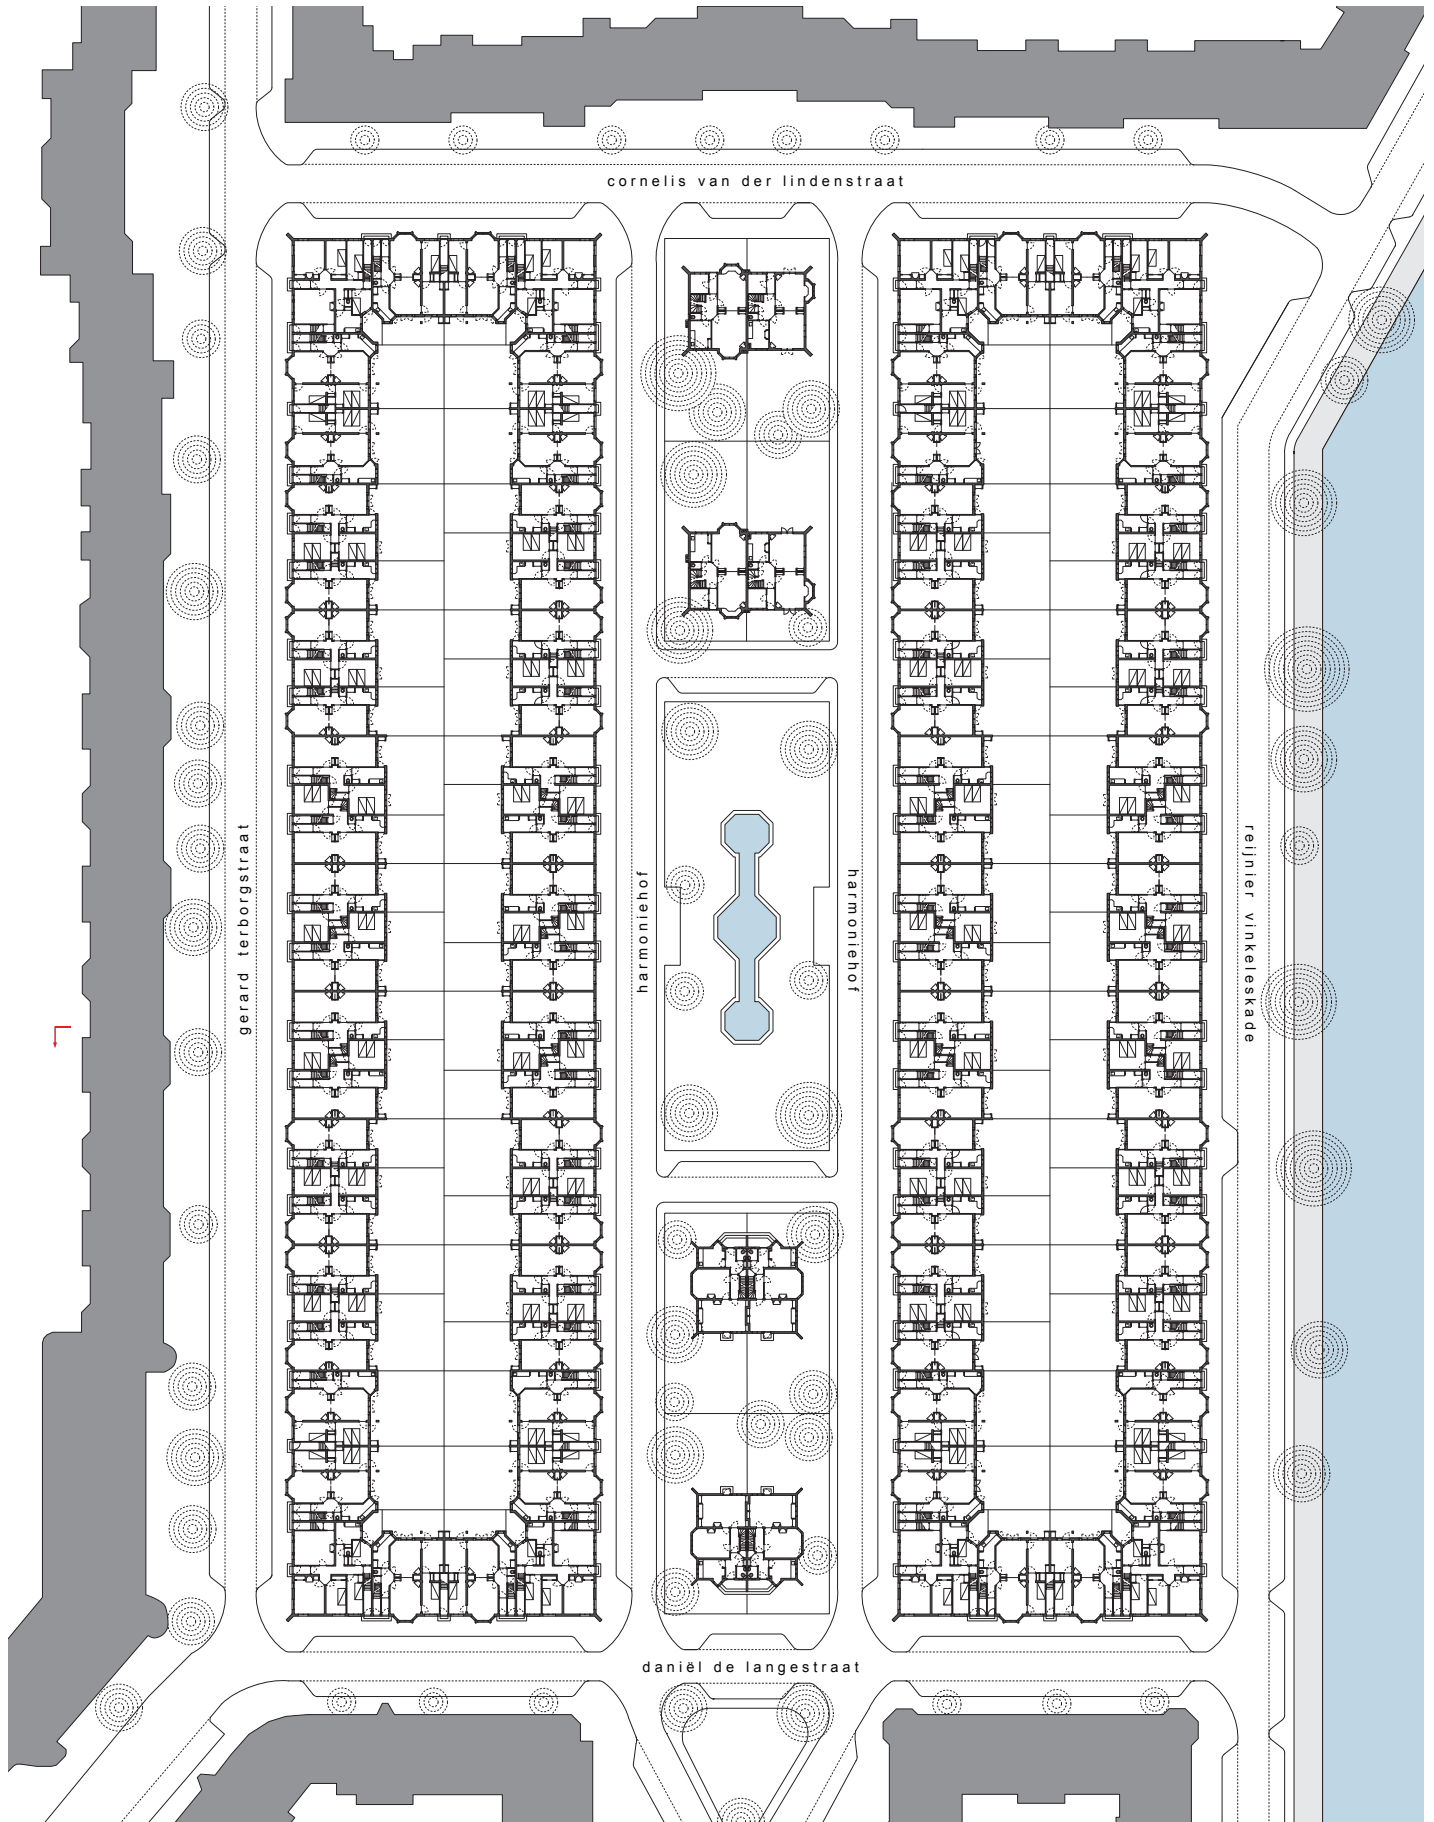 cornelis van der lindenstraat
gerard terborgstraat
harmoniehof
harmoniehof
reijnier vinkeleskade
daniël de langestraat